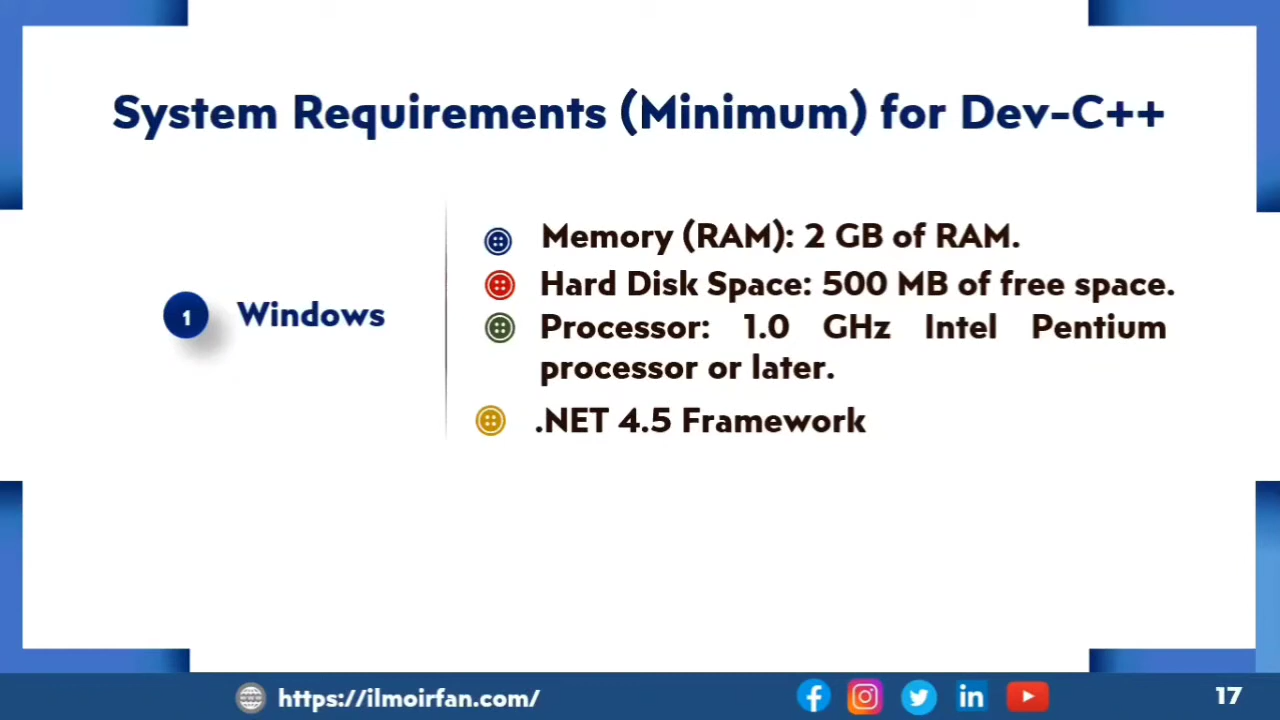 System Requirements (Minimum) for Dev-C++
1 Windows
Memory (RAM): 2 GB of RAM.
Hard Disk Space: 500 MB of free space.
Processor: 1.0 GHz Intel Pentium
processor or later.
.NET 4.5 Framework
https://ilmoirfan.com/
17